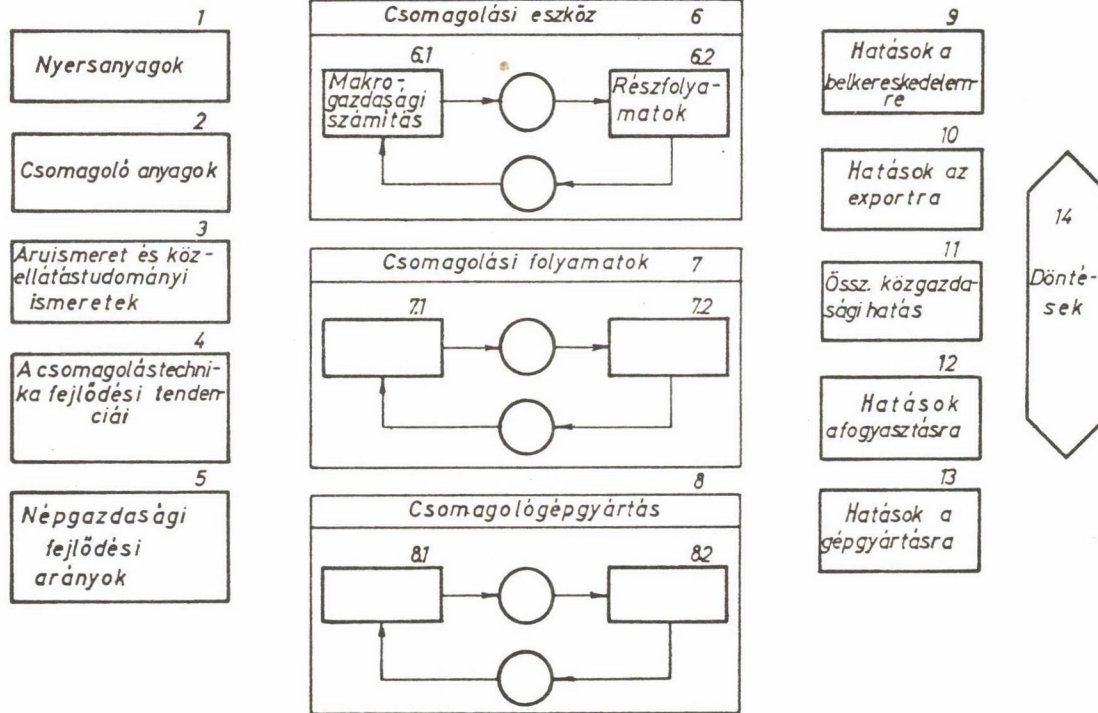 1
Nyersanyagok
2
Csomagoló anyagok
3
Áruismeret és köz-
ellátástudományi
ismeretek
4
A csomagolástechni-
ka fejlődési tenden-
ciái
5
Népgazdasági
fejlődési
arányok
Csomagolási eszköz 6
6.1
Makro-
gazdasági
számítás
6.2
Részfolya-
matok
Csomagolási folyamatok 7
7.1
7.2
8
Csomagológépgyártás
8.1
8.2
9
Hatások a
belkereskedelem-
re
10
Hatások az
exportra
11
Össz. közgazda-
sági hatás
12
Hatások
a fogyasztásra
13
Hatások a
gépgyártásra
14
Dönté-
sek